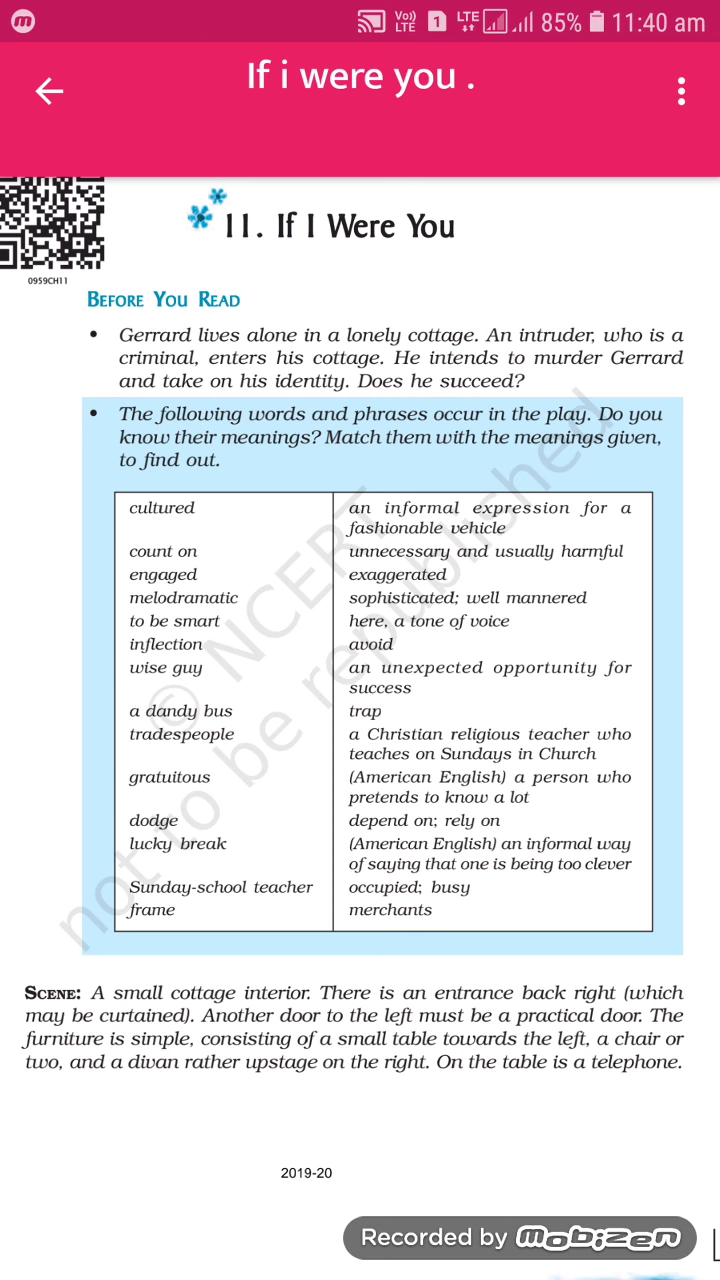 m Vo)) LTE 1 LTE 85% 11:40 am
If i were you .
0959CH11
11. If I Were You
BEFORE YOU READ
• Gerrard lives alone in a lonely cottage. An intruder, who is a
criminal, enters his cottage. He intends to murder Gerrard
and take on his identity. Does he succeed?
• The following words and phrases occur in the play. Do you
know their meanings? Match them with the meanings given,
to find out.
cultured an informal expression for a
fashionable vehicle
count on unnecessary and usually harmful
engaged exaggerated
melodramatic sophisticated; well mannered
to be smart here, a tone of voice
inflection avoid
wise guy an unexpected opportunity for
success
a dandy bus trap
tradespeople a Christian religious teacher who
teaches on Sundays in Church
gratuitous (American English) a person who
pretends to know a lot
dodge depend on; rely on
lucky break (American English) an informal way
of saying that one is being too clever
Sunday-school teacher occupied; busy
frame merchants
© NCERT
not to be republished
SCENE: A small cottage interior. There is an entrance back right (which
may be curtained). Another door to the left must be a practical door. The
furniture is simple, consisting of a small table towards the left, a chair or
two, and a divan rather upstage on the right. On the table is a telephone.
2019-20
Recorded by mobizen